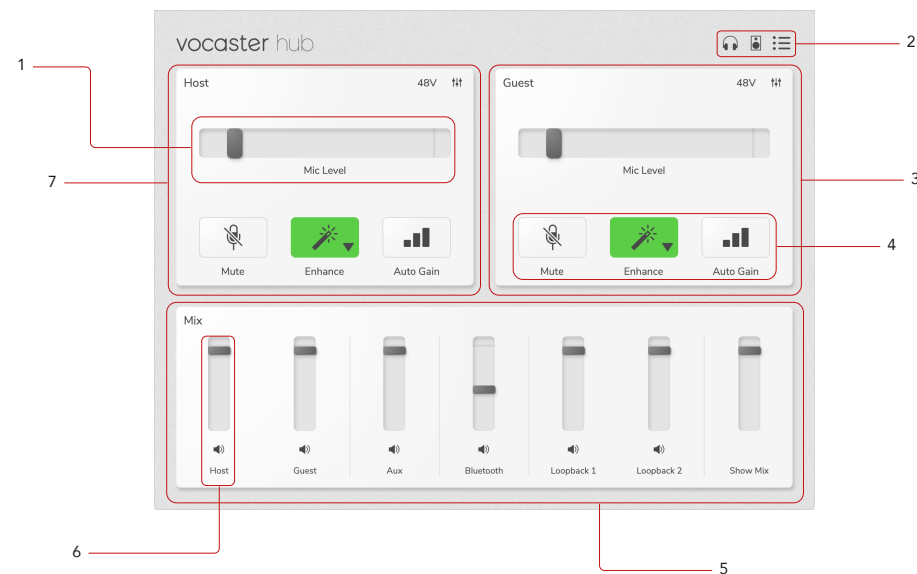 vocaster hub
2
1
Host 48V
Guest 48V
Mic Level
Mic Level
7
3
4
Mute Enhance Auto Gain
Mute Enhance Auto Gain
Mix
Host Guest Aux Bluetooth Loopback 1 Loopback 2 Show Mix
6
5